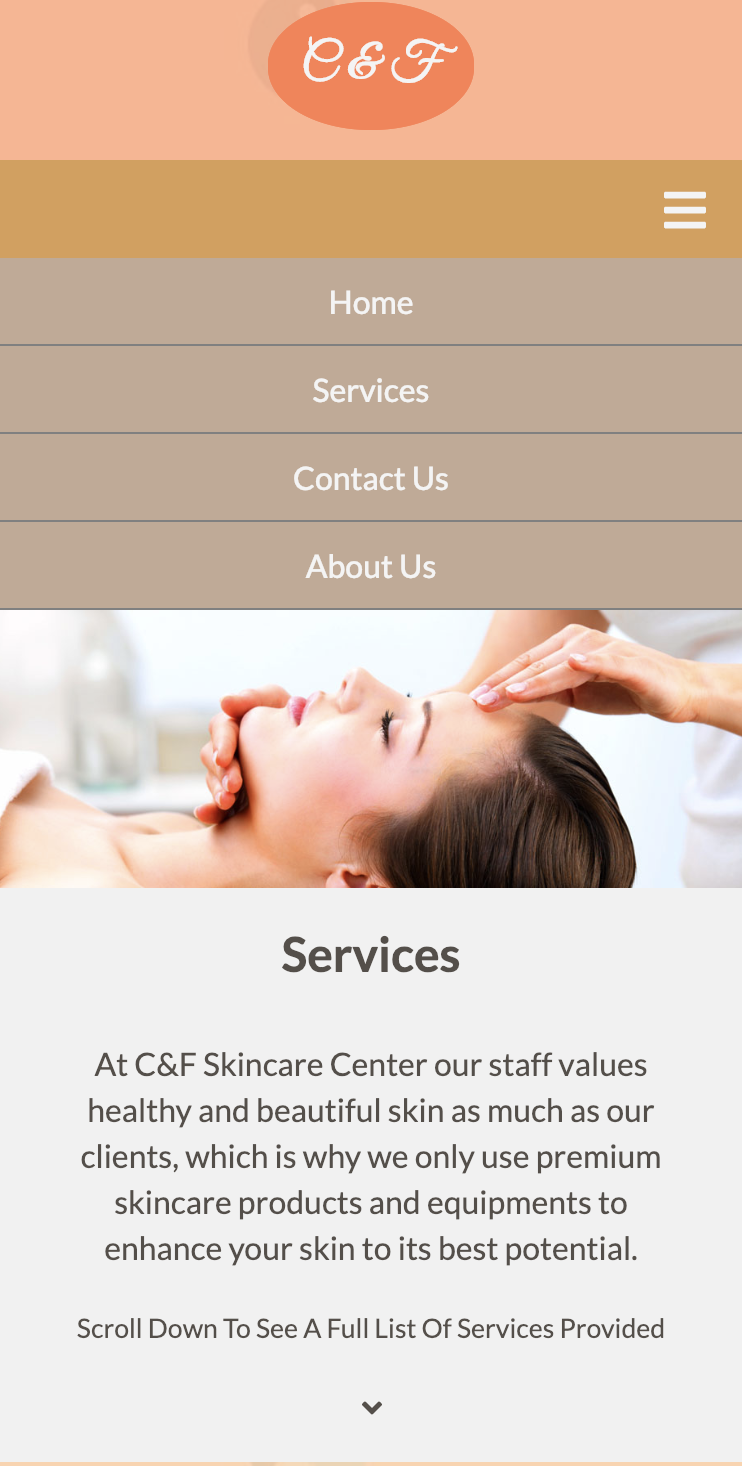 C&F
Home
Services
Contact Us
About Us
Services
At C&F Skincare Center our staff values
healthy and beautiful skin as much as our
clients, which is why we only use premium
skincare products and equipments to
enhance your skin to its best potential.
Scroll Down To See A Full List Of Services Provided